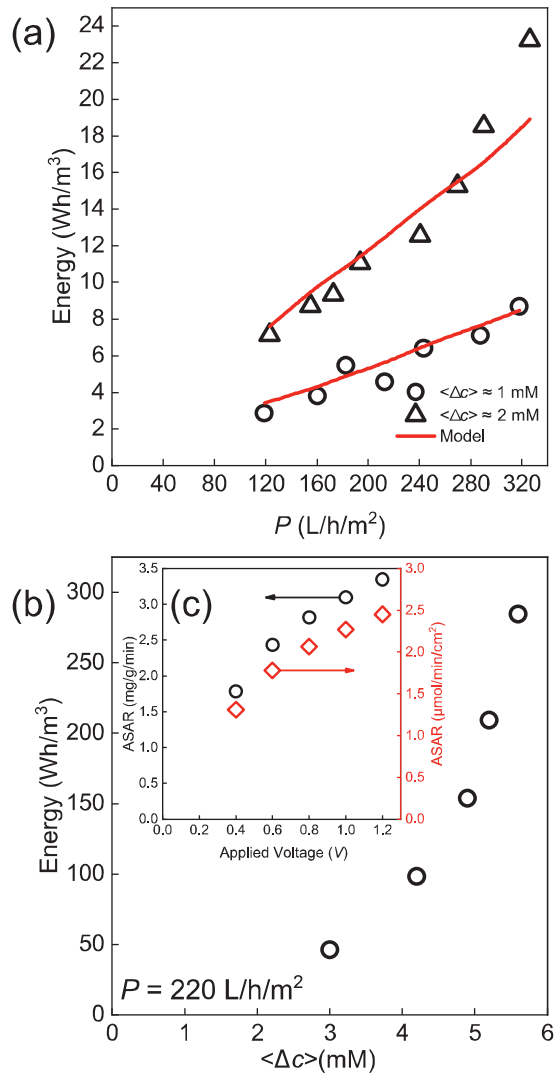 (a)
24
22
20
18
16
14
12
10
8
6
4
2
0
Energy (Wh/m³)
<Δc> ≈ 1 mM
<Δc> ≈ 2 mM
Model
0 40 80 120 160 200 240 280 320
P (L/h/m²)
(b)
300
250
200
150
100
50
0
Energy (Wh/m³)
(c)
3.5
3.0
2.5
2.0
1.5
1.0
0.5
0.0
ASAR (mg/g/min)
3.0
2.5
2.0
1.5
1.0
0.5
0.0
ASAR (μmol/min/cm²)
0.0 0.2 0.4 0.6 0.8 1.0 1.2
Applied Voltage (V)
P = 220 L/h/m²
0 1 2 3 4 5 6
<Δc>(mM)